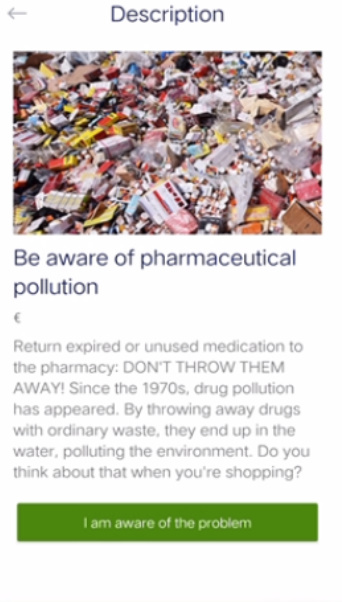 Description
Be aware of pharmaceutical
pollution
€
Return expired or unused medication to
the pharmacy: DON'T THROW THEM
AWAY! Since the 1970s, drug pollution
has appeared. By throwing away drugs
with ordinary waste, they end up in the
water, polluting the environment. Do you
think about that when you're shopping?
I am aware of the problem